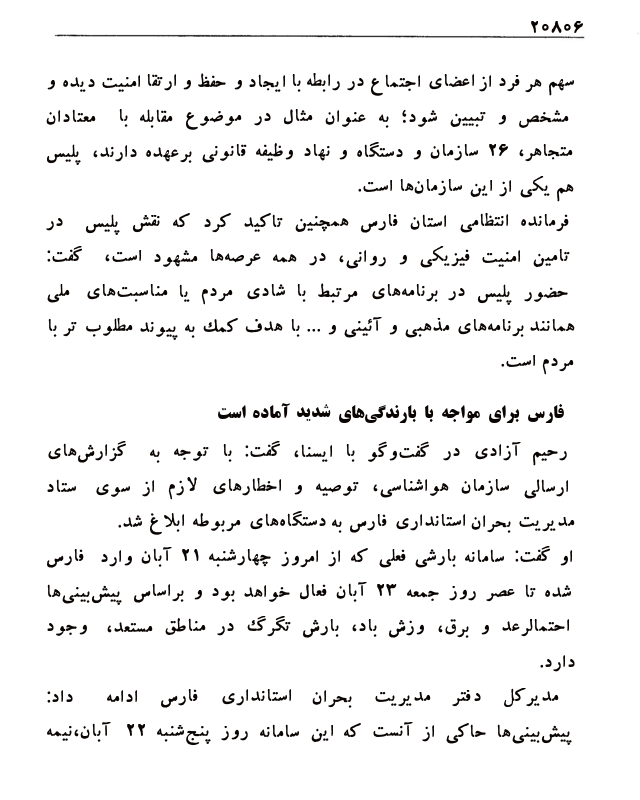 ۲۰۸۰۶
سهم هر فرد از اعضای اجتماع در رابطه با ایجاد و حفظ و ارتقا امنیت دیده و
مشخص و تبیین شود؛ به عنوان مثال در موضوع مقابله با معتادان
متجاهر، ۲۶ سازمان و دستگاه و نهاد وظیفه قانونی برعهده دارند، پلیس
هم یکی از این سازمان‌ها است.
فرمانده انتظامی استان فارس همچنین تاکید کرد که نقش پلیس در
تامین امنیت فیزیکی و روانی، در همه عرصه‌ها مشهود است، گفت:
حضور پلیس در برنامه‌های مرتبط با شادی مردم یا مناسبت‌های ملی
همانند برنامه‌های مذهبی و آئینی و ... با هدف کمك به پیوند مطلوب تر با
مردم است.
فارس برای مواجه با بارندگی‌های شدید آماده است
رحیم آزادی در گفت‌وگو با ایسنا، گفت: با توجه به گزارش‌های
ارسالی سازمان هواشناسی، توصیه و اخطارهای لازم از سوی ستاد
مدیریت بحران استانداری فارس به دستگاه‌های مربوطه ابلاغ شد.
او گفت: سامانه بارشی فعلی که از امروز چهارشنبه ۲۱ آبان وارد فارس
شده تا عصر روز جمعه ۲۳ آبان فعال خواهد بود و براساس پیش‌بینی‌ها
احتمالرعد و برق، وزش باد، بارش تگرگ در مناطق مستعد، وجود
دارد.
مدیرکل دفتر مدیریت بحران استانداری فارس ادامه داد:
پیش‌بینی‌ها حاکی از آنست که این سامانه روز پنج‌شنبه ۲۲ آبان،نیمه